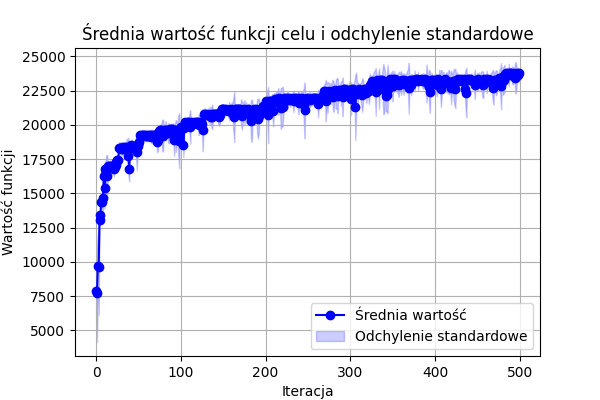 Średnia wartość funkcji celu i odchylenie standardowe
25000
22500
20000
17500
15000
12500
10000
7500
5000
Wartość funkcji
0 100 200 300 400 500
Iteracja
Średnia wartość
Odchylenie standardowe